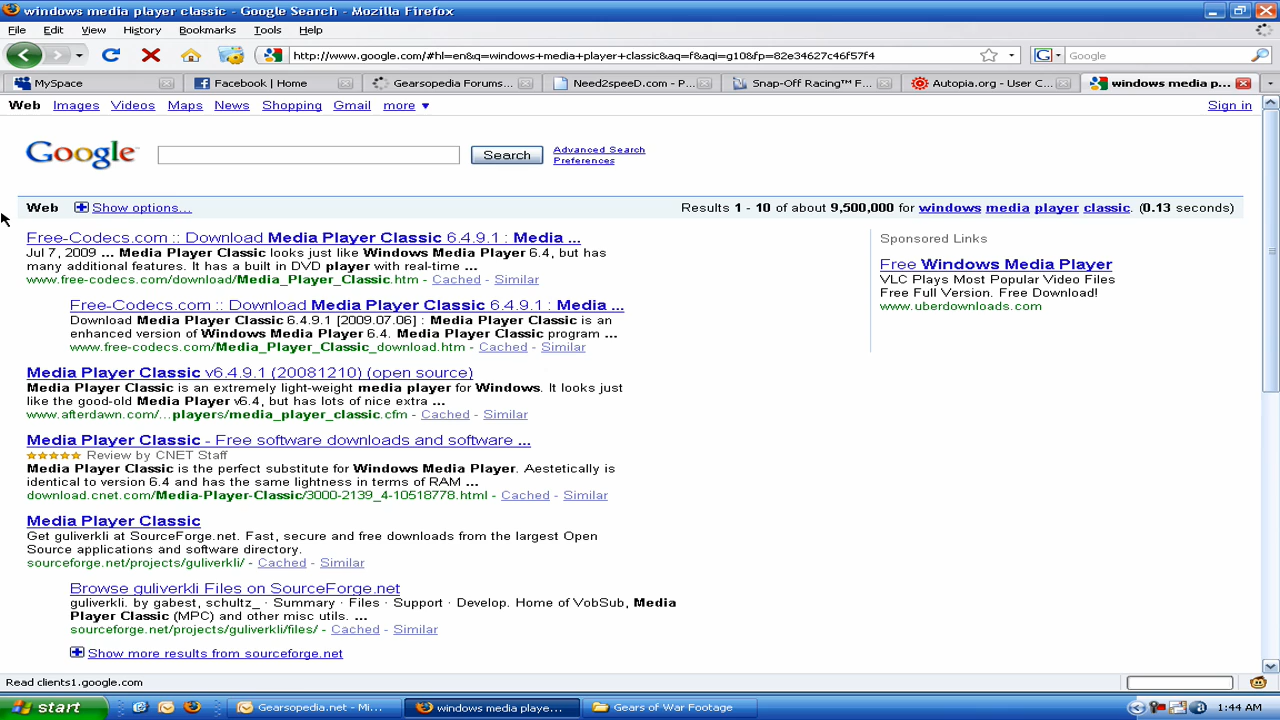 windows media player classic - Google Search - Mozilla Firefox
File Edit View History Bookmarks Tools Help
http://www.google.com/#hl=en&q=windows+media+player+classic&aq=f&aqi=g10&fp=82e34627c46f57f4
Google
MySpace
Facebook | Home
Gearsopedia Forums...
Need2speeD.com - P...
Snap-Off Racing™ F...
Autopia.org - User C...
windows media p...
Web Images Videos Maps News Shopping Gmail more
Sign in
Google
Search
Advanced Search
Preferences
Web Show options...
Results 1 - 10 of about 9,500,000 for windows media player classic. (0.13 seconds)
Free-Codecs.com :: Download Media Player Classic 6.4.9.1 : Media ...
Jul 7, 2009 ... Media Player Classic looks just like Windows Media Player 6.4, but has
many additional features. It has a built in DVD player with real-time ...
www.free-codecs.com/download/Media_Player_Classic.htm - Cached - Similar
Free-Codecs.com :: Download Media Player Classic 6.4.9.1 : Media ...
Download Media Player Classic 6.4.9.1 [2009.07.06] : Media Player Classic is an
enhanced version of Windows Media Player 6.4. Media Player Classic program ...
www.free-codecs.com/Media_Player_Classic_download.htm - Cached - Similar
Media Player Classic v6.4.9.1 (20081210) (open source)
Media Player Classic is an extremely light-weight media player for Windows. It looks just
like the good-old Media Player v6.4, but has lots of nice extra ...
www.afterdawn.com/...players/media_player_classic.cfm - Cached - Similar
Media Player Classic - Free software downloads and software ...
Review by CNET Staff
Media Player Classic is the perfect substitute for Windows Media Player. Aestetically is
identical to version 6.4 and has the same lightness in terms of RAM ...
download.cnet.com/Media-Player-Classic/3000-2139_4-10518778.html - Cached - Similar
Media Player Classic
Get guliverkli at SourceForge.net. Fast, secure and free downloads from the largest Open
Source applications and software directory.
sourceforge.net/projects/guliverkli/ - Cached - Similar
Browse guliverkli Files on SourceForge.net
guliverkli. by gabest, schultz_ · Summary · Files · Support · Develop. Home of VobSub, Media
Player Classic (MPC) and other misc utils. ...
sourceforge.net/projects/guliverkli/files/ - Cached - Similar
Show more results from sourceforge.net
Sponsored Links
Free Windows Media Player
VLC Plays Most Popular Video Files
Free Full Version. Free Download!
www.uberdownloads.com
Read clients1.google.com
start
Gearsopedia.net - Mi...
windows media playe...
Gears of War Footage
1:44 AM